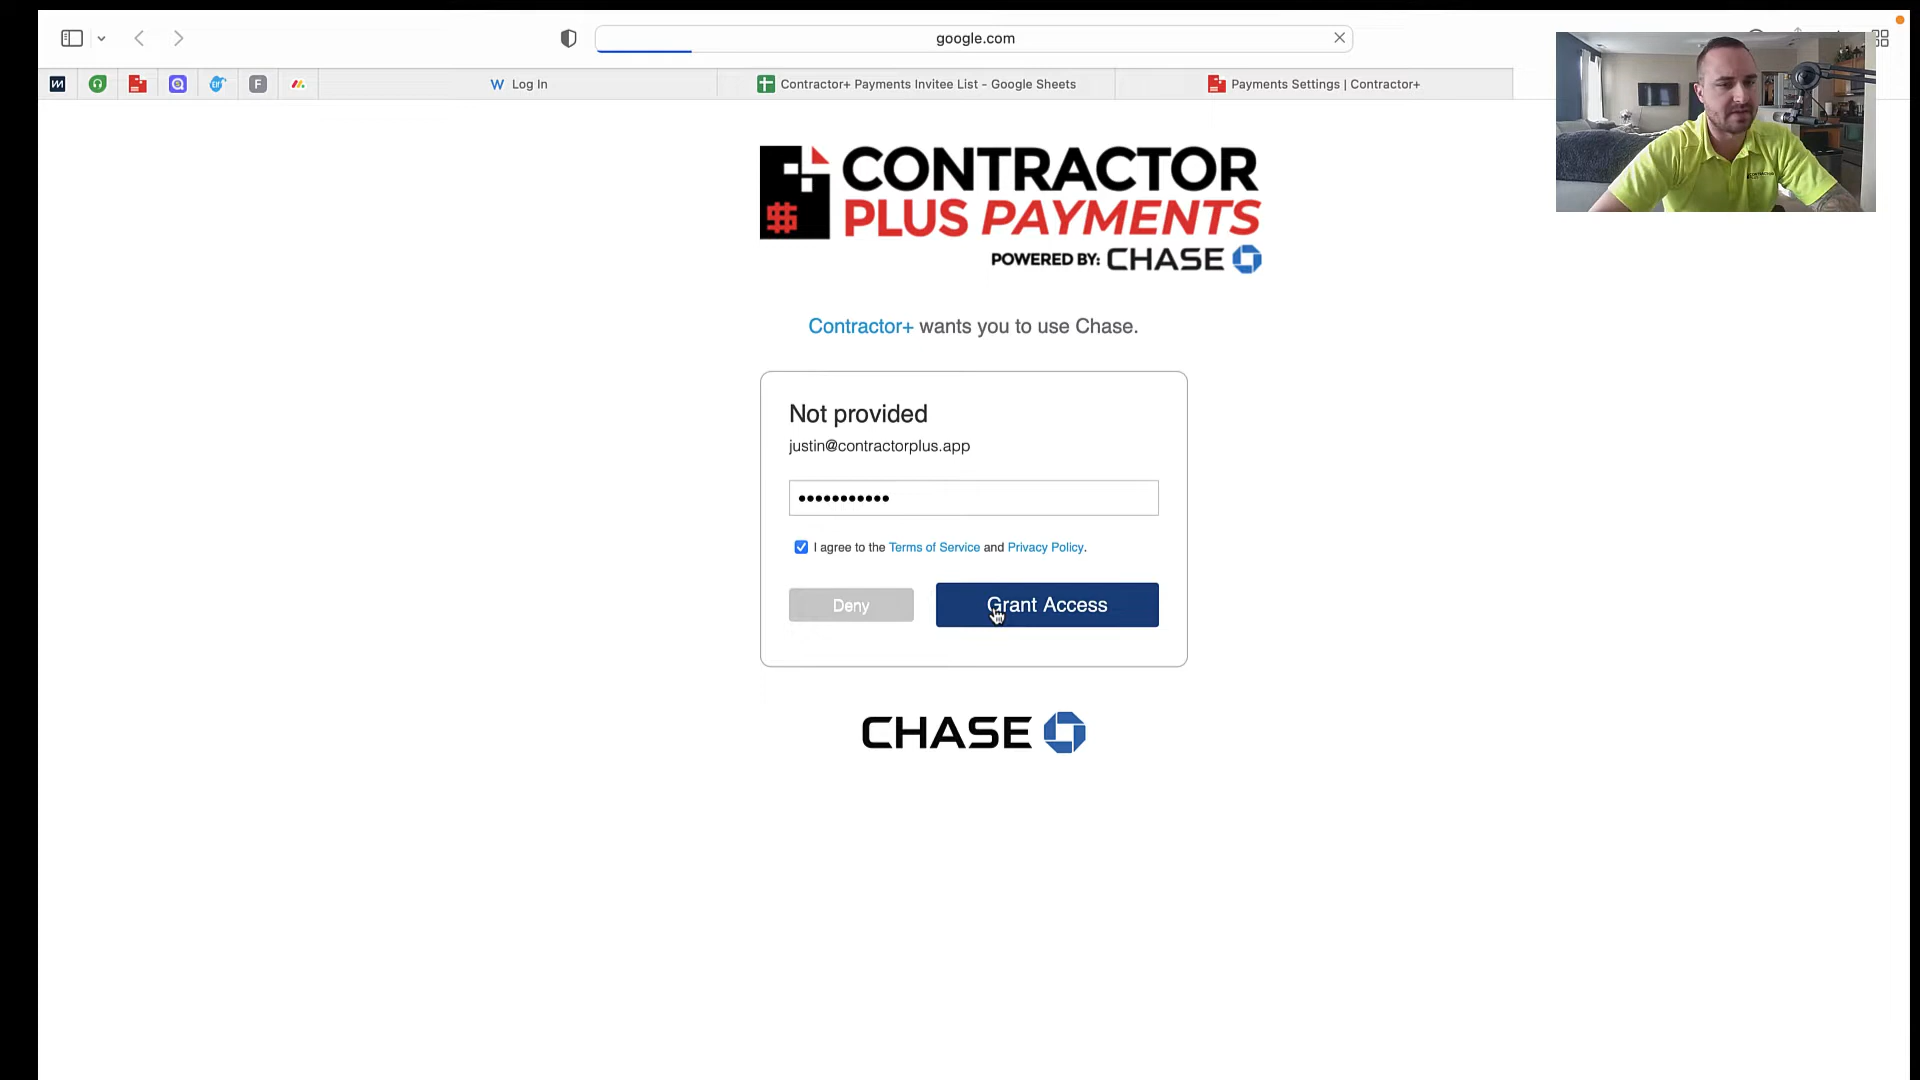 google.com
W Log In
Contractor+ Payments Invitee List – Google Sheets
Payments Settings | Contractor+
F
CONTRACTOR
PLUS PAYMENTS
POWERED BY: CHASE
Contractor+ wants you to use Chase.
Not provided
justin@contractorplus.app
•••••••••••
I agree to the Terms of Service and Privacy Policy.
Deny
Grant Access
CHASE